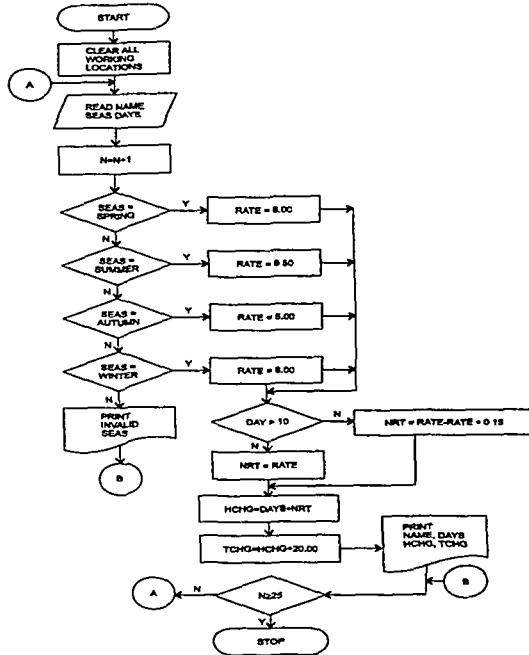 START
CLEAR ALL
WORKING
LOCATIONS
A
READ NAME
SEAS DAYS
N=N+1
SEAS =
SPRING
Y
RATE = 8.00
N
SEAS =
SUMMER
Y
RATE = 9.50
N
SEAS =
AUTUMN
Y
RATE = 5.00
N
SEAS =
WINTER
Y
RATE = 8.00
N
PRINT
INVALID
SEAS
B
DAY > 10
N
NRT = RATE-RATE = 0 15
N
NRT = RATE
HCHG=DAYS+NRT
TCHG=HCHG+20.00
PRINT
NAME, DAYS
HCHG, TCHG
B
A
N
N≥25
Y
STOP